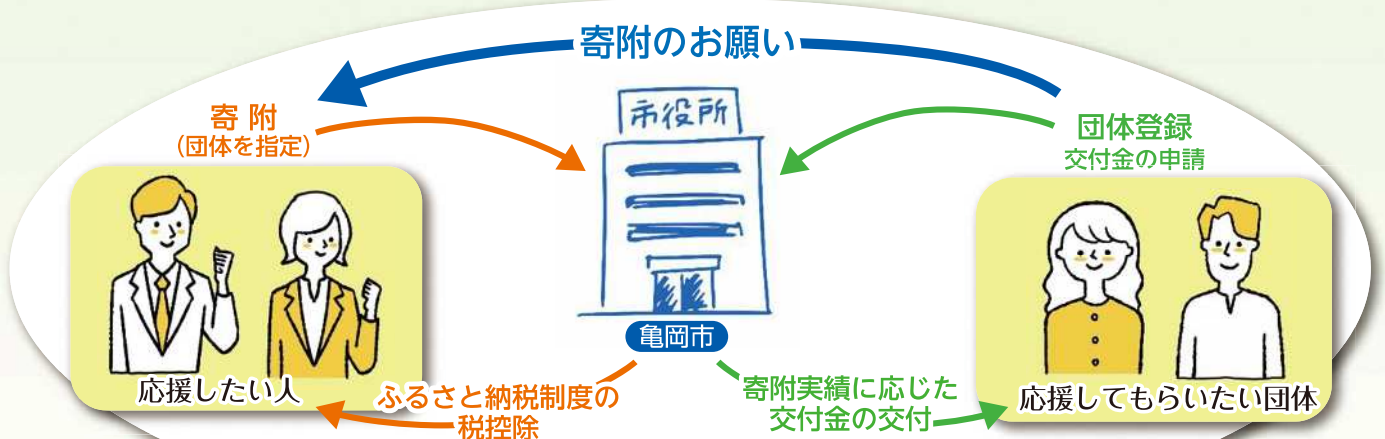 寄附のお願い
寄 附
(団体を指定)
市役所
団体登録
交付金の申請
亀岡市
応援したい人
ふるさと納税制度の
税控除
寄附実績に応じた
交付金の交付
応援してもらいたい団体